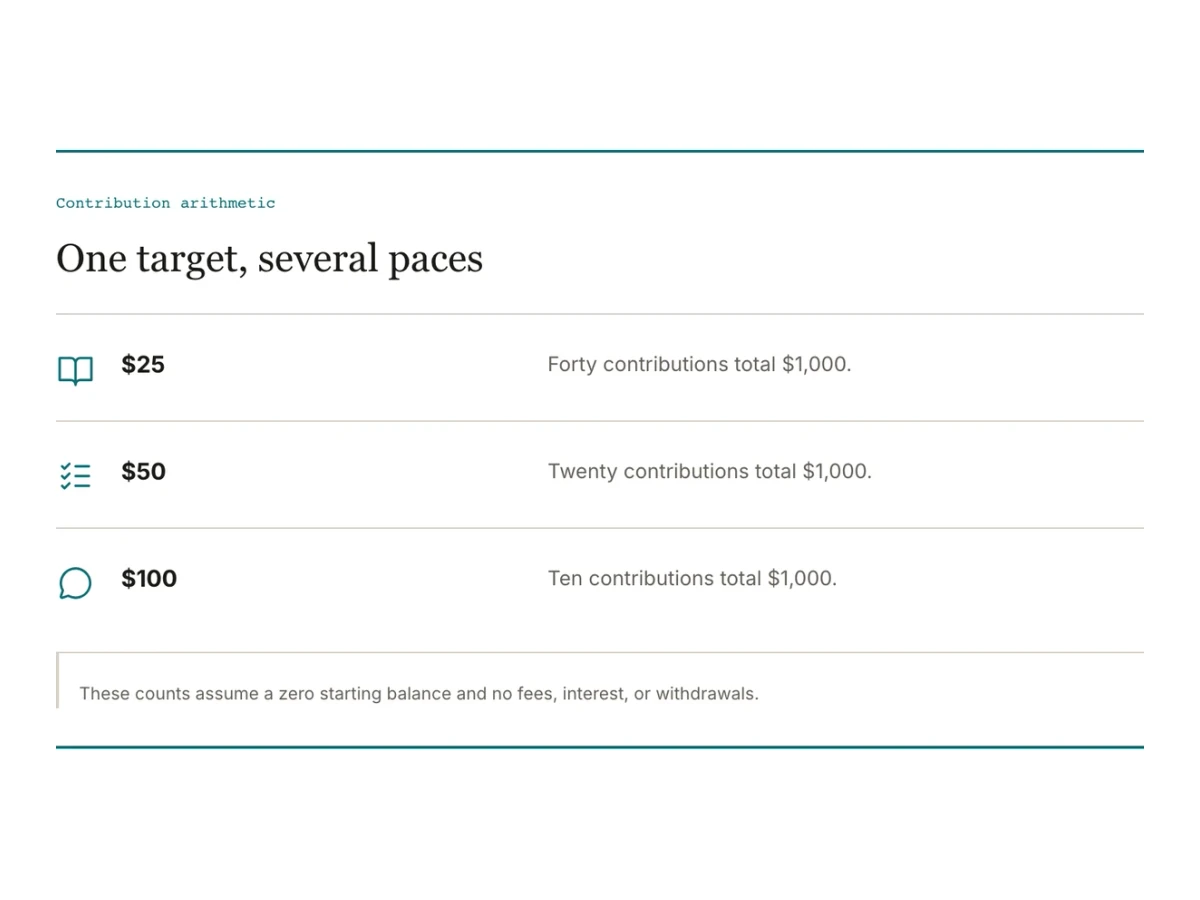 Contribution arithmetic
One target, several paces
$25
Forty contributions total $1,000.
$50
Twenty contributions total $1,000.
$100
Ten contributions total $1,000.
These counts assume a zero starting balance and no fees, interest, or withdrawals.